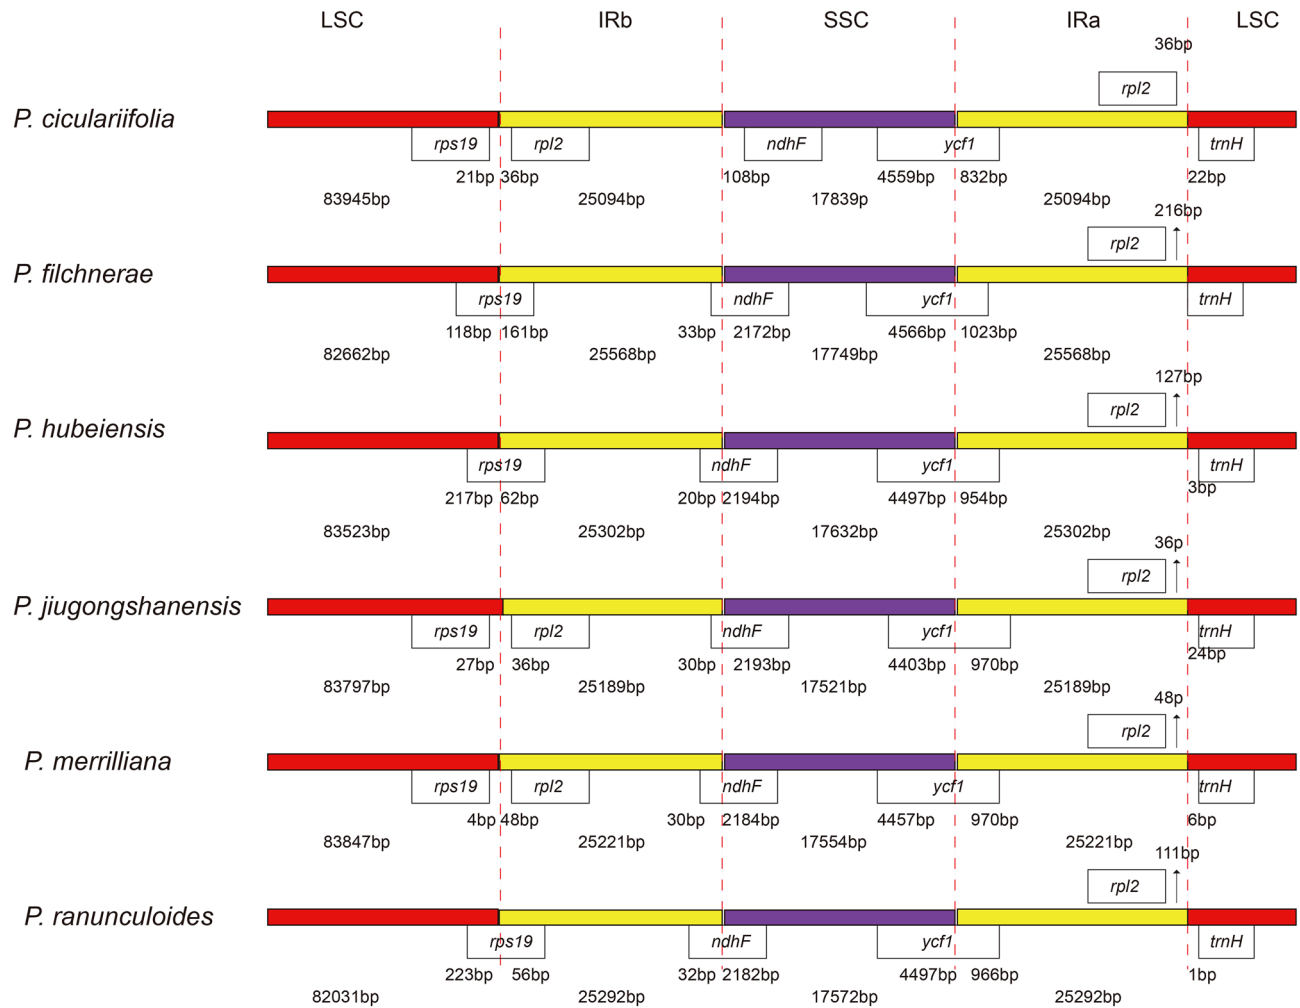 LSC IRb SSC IRa LSC
36bp
rpl2
P. ciculariifolia
rps19 rpl2 ndhF ycf1 trnH
21bp 36bp 108bp 4559bp 832bp 22bp
83945bp 25094bp 17839p 25094bp
216bp
rpl2
P. filchnerae
rps19 ndhF ycf1 trnH
118bp 161bp 33bp 2172bp 4566bp 1023bp
82662bp 25568bp 17749bp 25568bp
127bp
rpl2
P. hubeiensis
rps19 ndhF ycf1 trnH
217bp 62bp 20bp 2194bp 4497bp 954bp 3bp
83523bp 25302bp 17632bp 25302bp
36p
rpl2
P. jiugongshanensis
rps19 rpl2 ndhF ycf1 trnH
27bp 36bp 30bp 2193bp 4403bp 970bp 24bp
83797bp 25189bp 17521bp 25189bp
48p
rpl2
P. merrilliana
rps19 rpl2 ndhF ycf1 trnH
4bp 48bp 30bp 2184bp 4457bp 970bp 6bp
83847bp 25221bp 17554bp 25221bp
111bp
rpl2
P. ranunculoides
rps19 ndhF ycf1 trnH
223bp 56bp 32bp 2182bp 4497bp 966bp 1bp
82031bp 25292bp 17572bp 25292bp